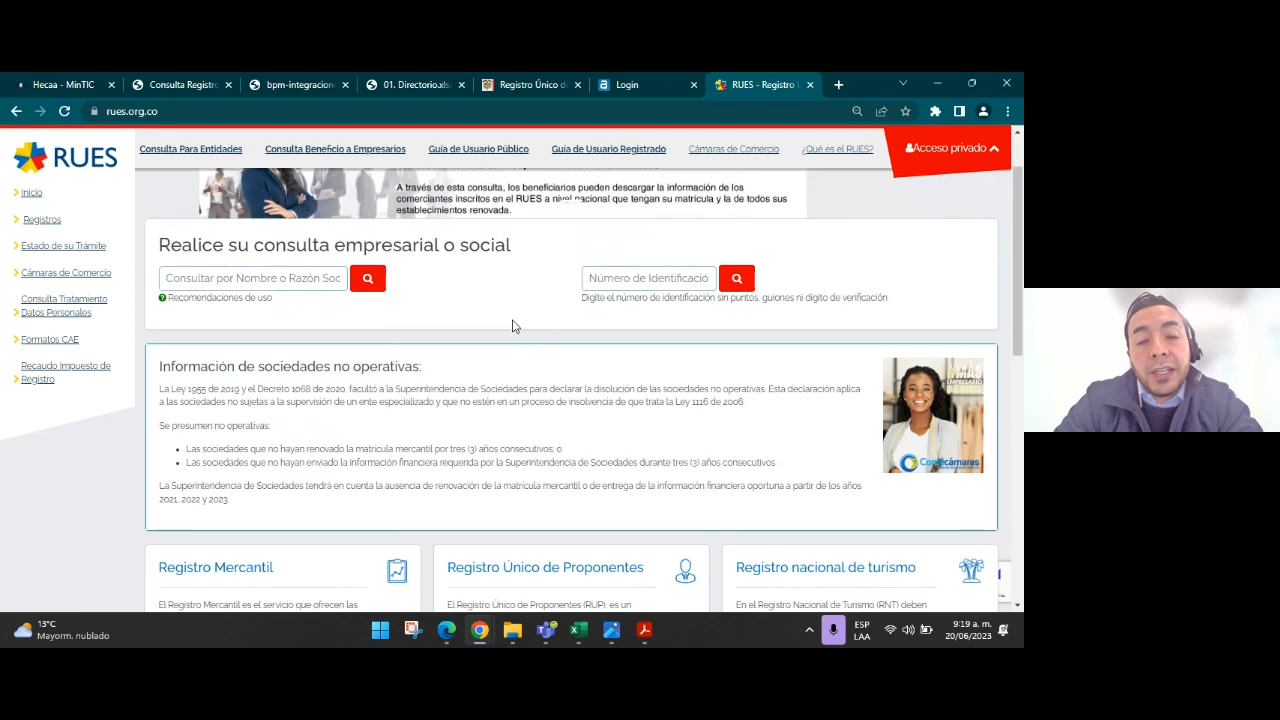 Hecaa - MinTIC
Consulta Registro
bpm-integracion
01. Directorio.xls
Registro Único de
Login
RUES - Registro
rues.org.co
RUES
Consulta Para Entidades
Consulta Beneficio a Empresarios
Guía de Usuario Público
Guía de Usuario Registrado
Cámaras de Comercio
¿Qué es el RUES?
Acceso privado
Inicio
Registros
Estado de su Trámite
Cámaras de Comercio
Consulta Tratamiento
Datos Personales
Formatos CAE
Recaudo Impuesto de
Registro
A través de esta consulta, los beneficiarios pueden descargar la información de los
comerciantes inscritos en el RUES a nivel nacional que tengan su matrícula y la de todos sus
establecimientos renovada.
Realice su consulta empresarial o social
Consultar por Nombre o Razón Soc
Número de Identificació
Recomendaciones de uso
Digite el número de identificación sin puntos, guiones ni dígito de verificación
Información de sociedades no operativas:
La Ley 1955 de 2019 y el Decreto 1068 de 2020, facultó a la Superintendencia de Sociedades para declarar la disolución de las sociedades no operativas. Esta declaración aplica
a las sociedades no sujetas a la supervisión de un ente especializado y que no estén en un proceso de insolvencia de que trata la Ley 1116 de 2006.
Se presumen no operativas:
Las sociedades que no hayan renovado la matrícula mercantil por tres (3) años consecutivos; o
Las sociedades que no hayan enviado la información financiera requerida por la Superintendencia de Sociedades durante tres (3) años consecutivos
La Superintendencia de Sociedades tendrá en cuenta la ausencia de renovación de la matrícula mercantil o de entrega de la información financiera oportuna a partir de los años
2021, 2022 y 2023.
Confecámaras
Registro Mercantil
Registro Único de Proponentes
Registro nacional de turismo
El Registro Mercantil es el servicio que ofrecen las
El Registro Único de Proponentes (RUP), es un
En el Registro Nacional de Turismo (RNT) deben
13°C
Mayorm. nublado
ESP
LAA
9:19 a. m.
20/06/2023